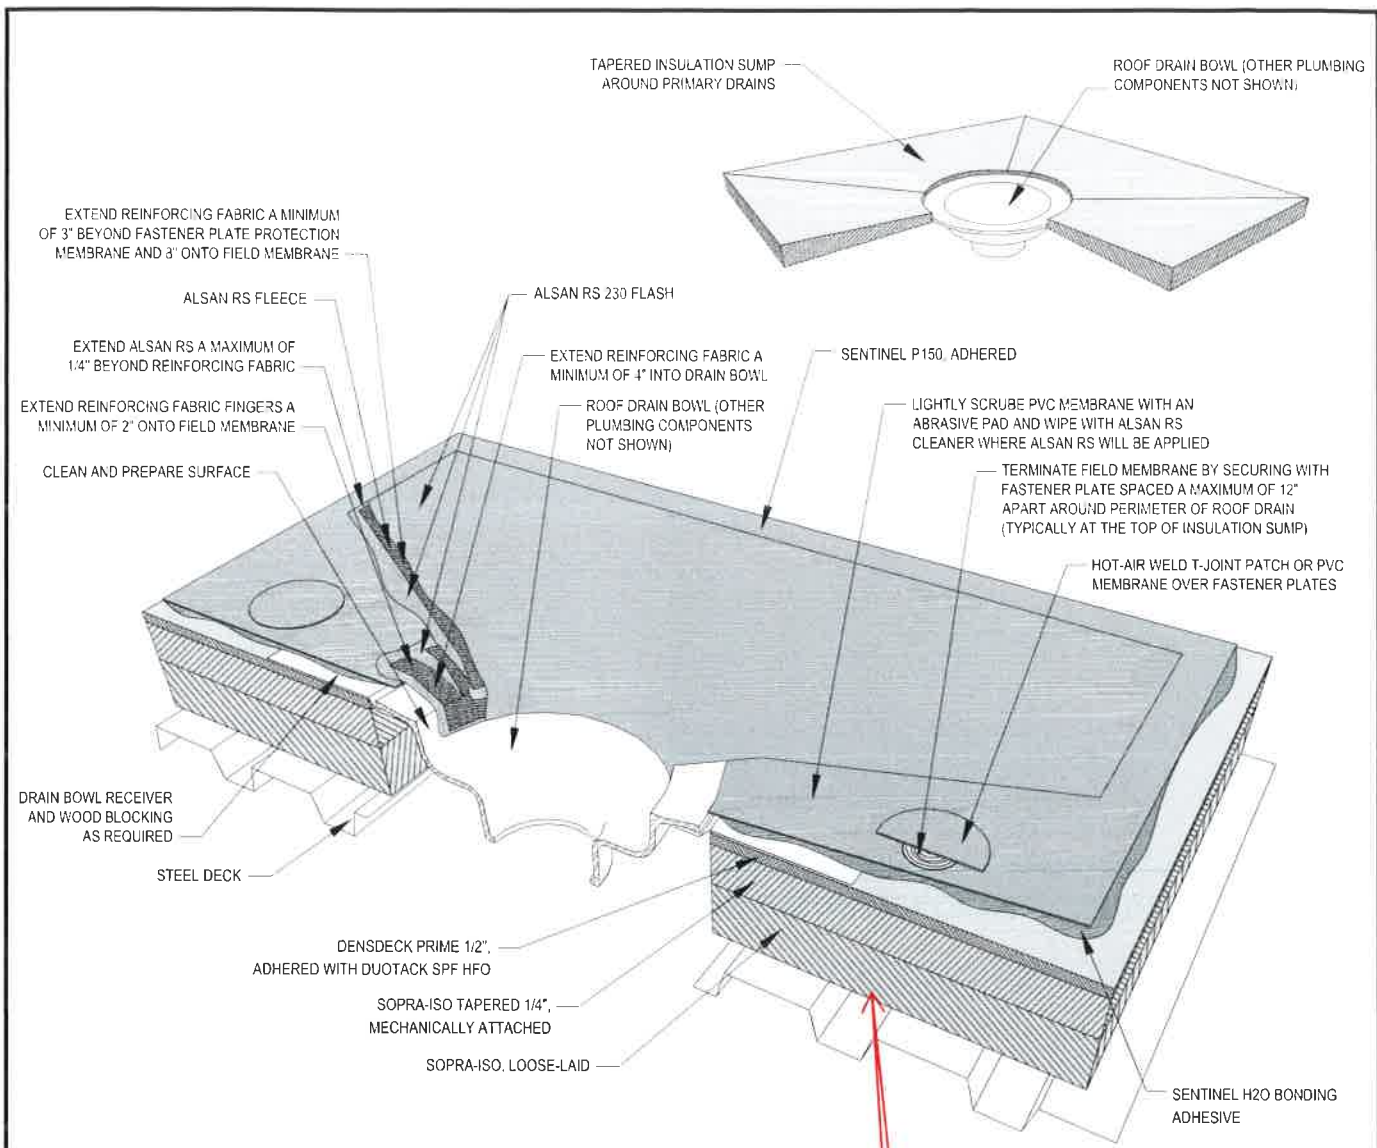 TAPERED INSULATION SUMP
AROUND PRIMARY DRAINS
ROOF DRAIN BOWL (OTHER PLUMBING
COMPONENTS NOT SHOWN)
EXTEND REINFORCING FABRIC A MINIMUM
OF 3" BEYOND FASTENER PLATE PROTECTION
MEMBRANE AND 8" ONTO FIELD MEMBRANE
ALSAN RS FLEECE
EXTEND ALSAN RS A MAXIMUM OF
1/4" BEYOND REINFORCING FABRIC
EXTEND REINFORCING FABRIC FINGERS A
MINIMUM OF 2" ONTO FIELD MEMBRANE
CLEAN AND PREPARE SURFACE
ALSAN RS 230 FLASH
EXTEND REINFORCING FABRIC A
MINIMUM OF 4" INTO DRAIN BOWL
ROOF DRAIN BOWL (OTHER
PLUMBING COMPONENTS
NOT SHOWN)
SENTINEL P150, ADHERED
LIGHTLY SCRUBE PVC MEMBRANE WITH AN
ABRASIVE PAD AND WIPE WITH ALSAN RS
CLEANER WHERE ALSAN RS WILL BE APPLIED
TERMINATE FIELD MEMBRANE BY SECURING WITH
FASTENER PLATE SPACED A MAXIMUM OF 12"
APART AROUND PERIMETER OF ROOF DRAIN
(TYPICALLY AT THE TOP OF INSULATION SUMP)
HOT-AIR WELD T-JOINT PATCH OR PVC
MEMBRANE OVER FASTENER PLATES
DRAIN BOWL RECEIVER
AND WOOD BLOCKING
AS REQUIRED
STEEL DECK
DENSDECK PRIME 1/2",
ADHERED WITH DUOTACK SPF HFO
SOPRA-ISO TAPERED 1/4",
MECHANICALLY ATTACHED
SOPRA-ISO, LOOSE-LAID
SENTINEL H2O BONDING
ADHESIVE